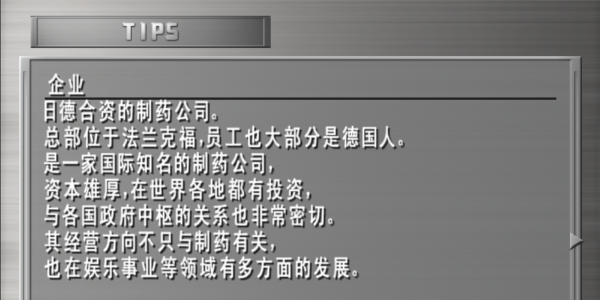 TIPS
企业
日德合资的制药公司。
总部位于法兰克福,员工也大部分是德国人。
是一家国际知名的制药公司,
资本雄厚,在世界各地都有投资,
与各国政府中枢的关系也非常密切。
其经营方向不只与制药有关,
也在娱乐事业等领域有多方面的发展。